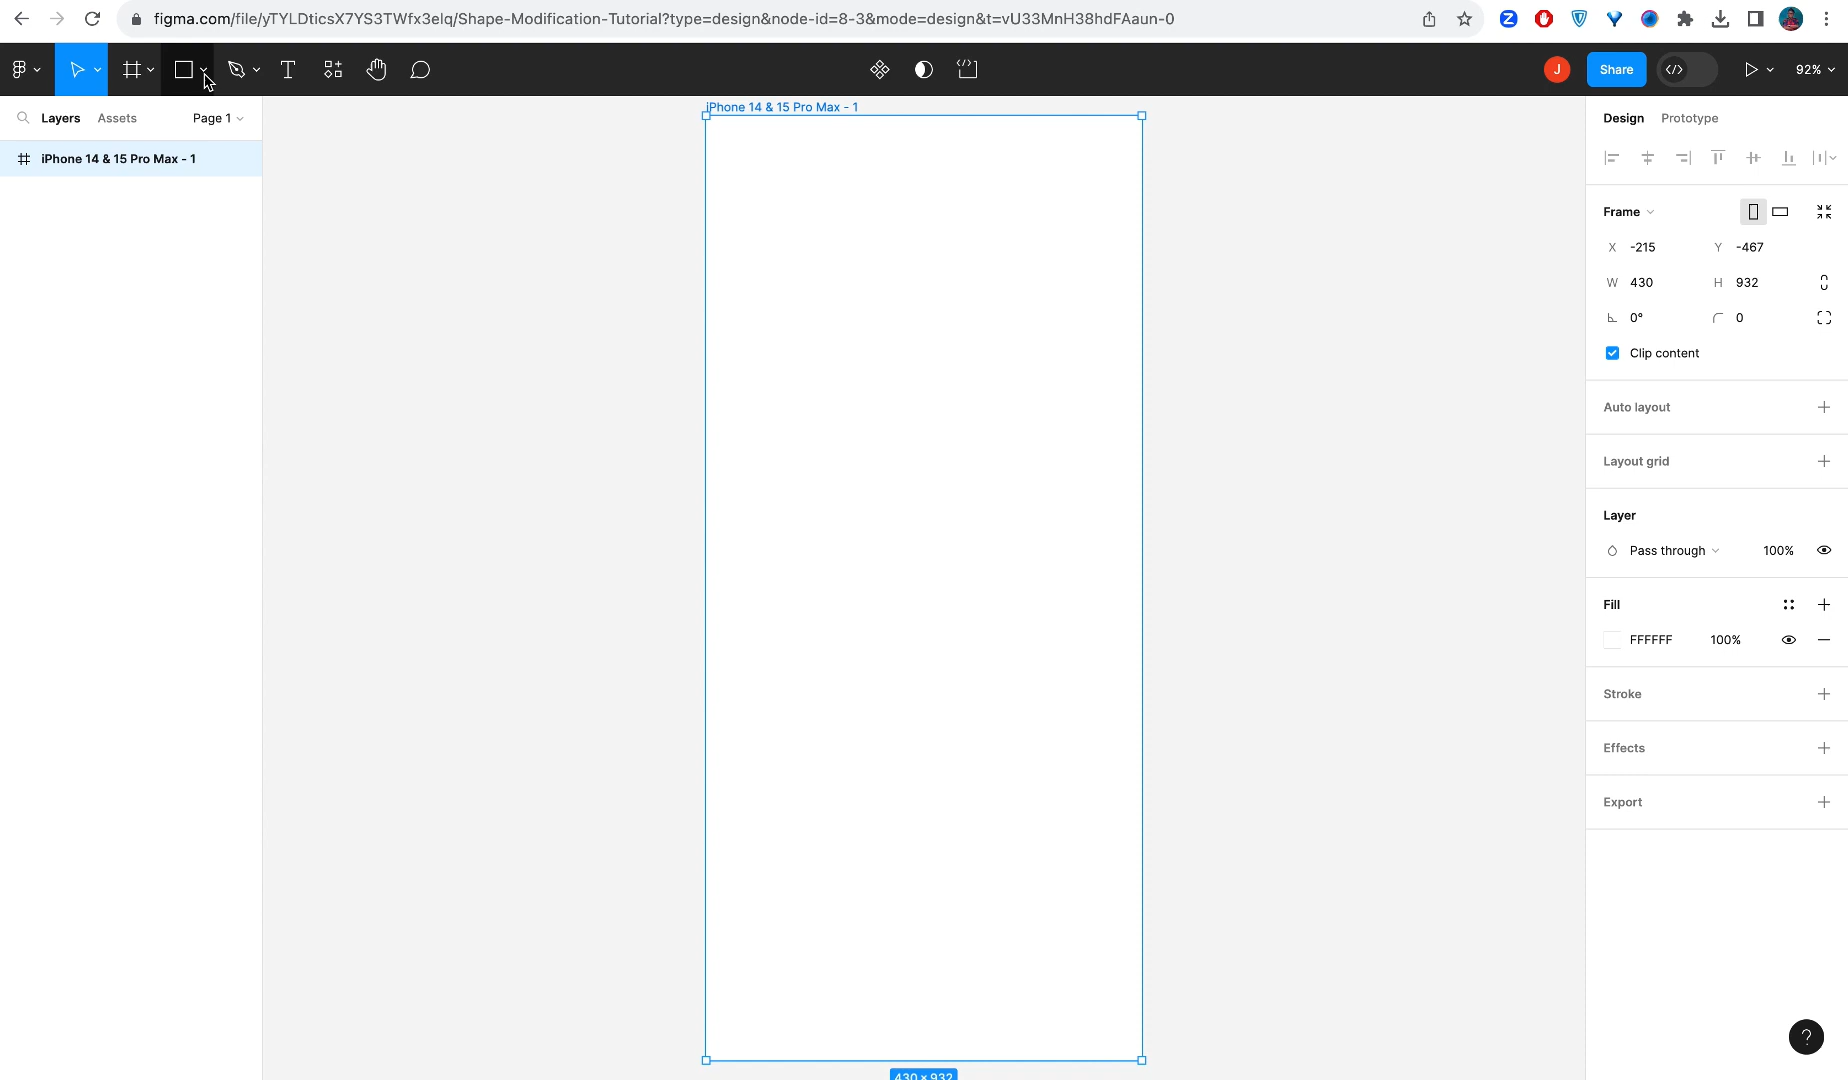 figma.com/file/yTYLDticsX7YS3TWfx3elq/Shape-Modification-Tutorial?type=design&node-id=8-3&mode=design&t=vU33MnH38hdFAaun-0
Z
J
Share
92%
Layers
Assets
Page 1
iPhone 14 & 15 Pro Max - 1
iPhone 14 & 15 Pro Max - 1
430 × 932
Design
Prototype
Frame
X -215 Y -467
W 430 H 932
0° 0
Clip content
Auto layout
Layout grid
Layer
Pass through 100%
Fill
FFFFFF 100%
Stroke
Effects
Export
?